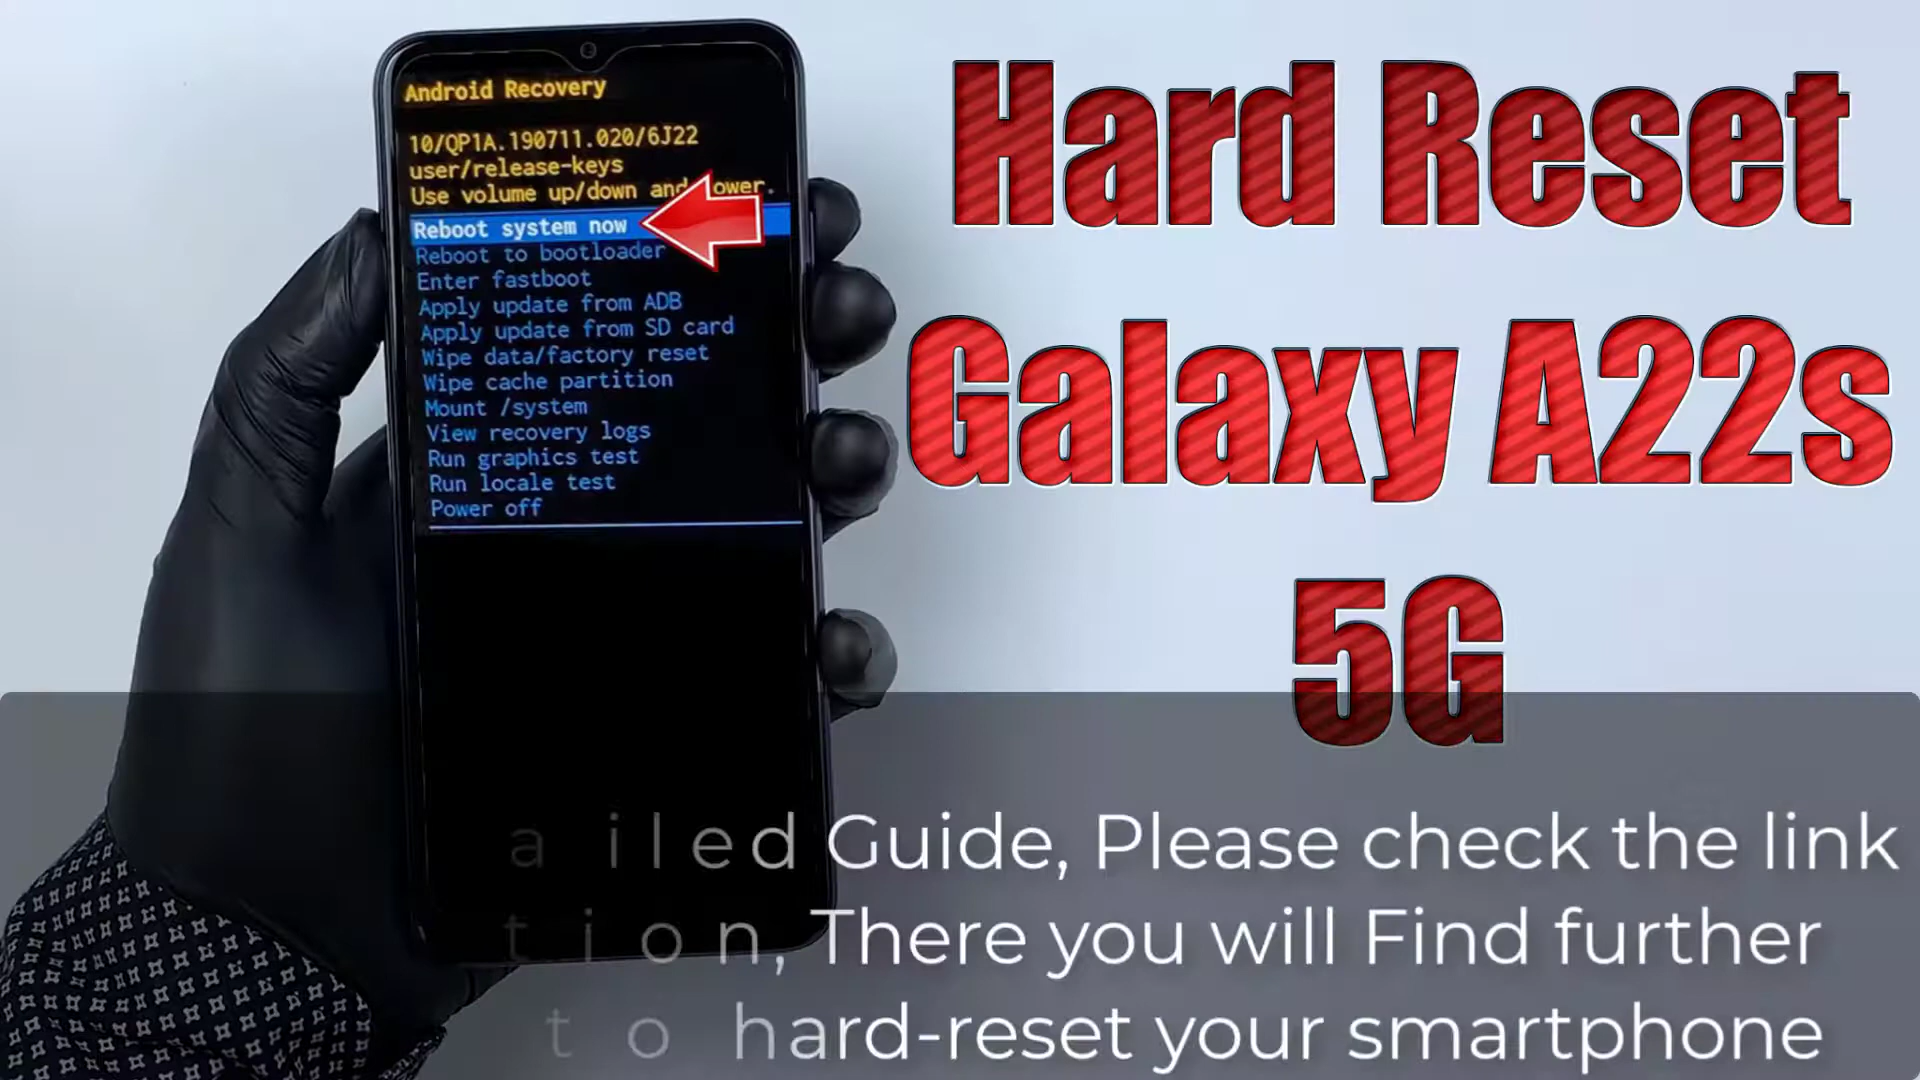 Android Recovery
10/QP1A.190711.020/6J22
user/release-keys
Use volume up/down and ower.
Reboot system now
Reboot to bootloader
Enter fastboot
Apply update from ADB
Apply update from SD card
Wipe data/factory reset
Wipe cache partition
Mount /system
View recovery logs
Run graphics test
Run locale test
Power off
Hard Reset
Galaxy A22s
5G
a iled Guide, Please check the link
tion, There you will Find further
to hard-reset your smartphone